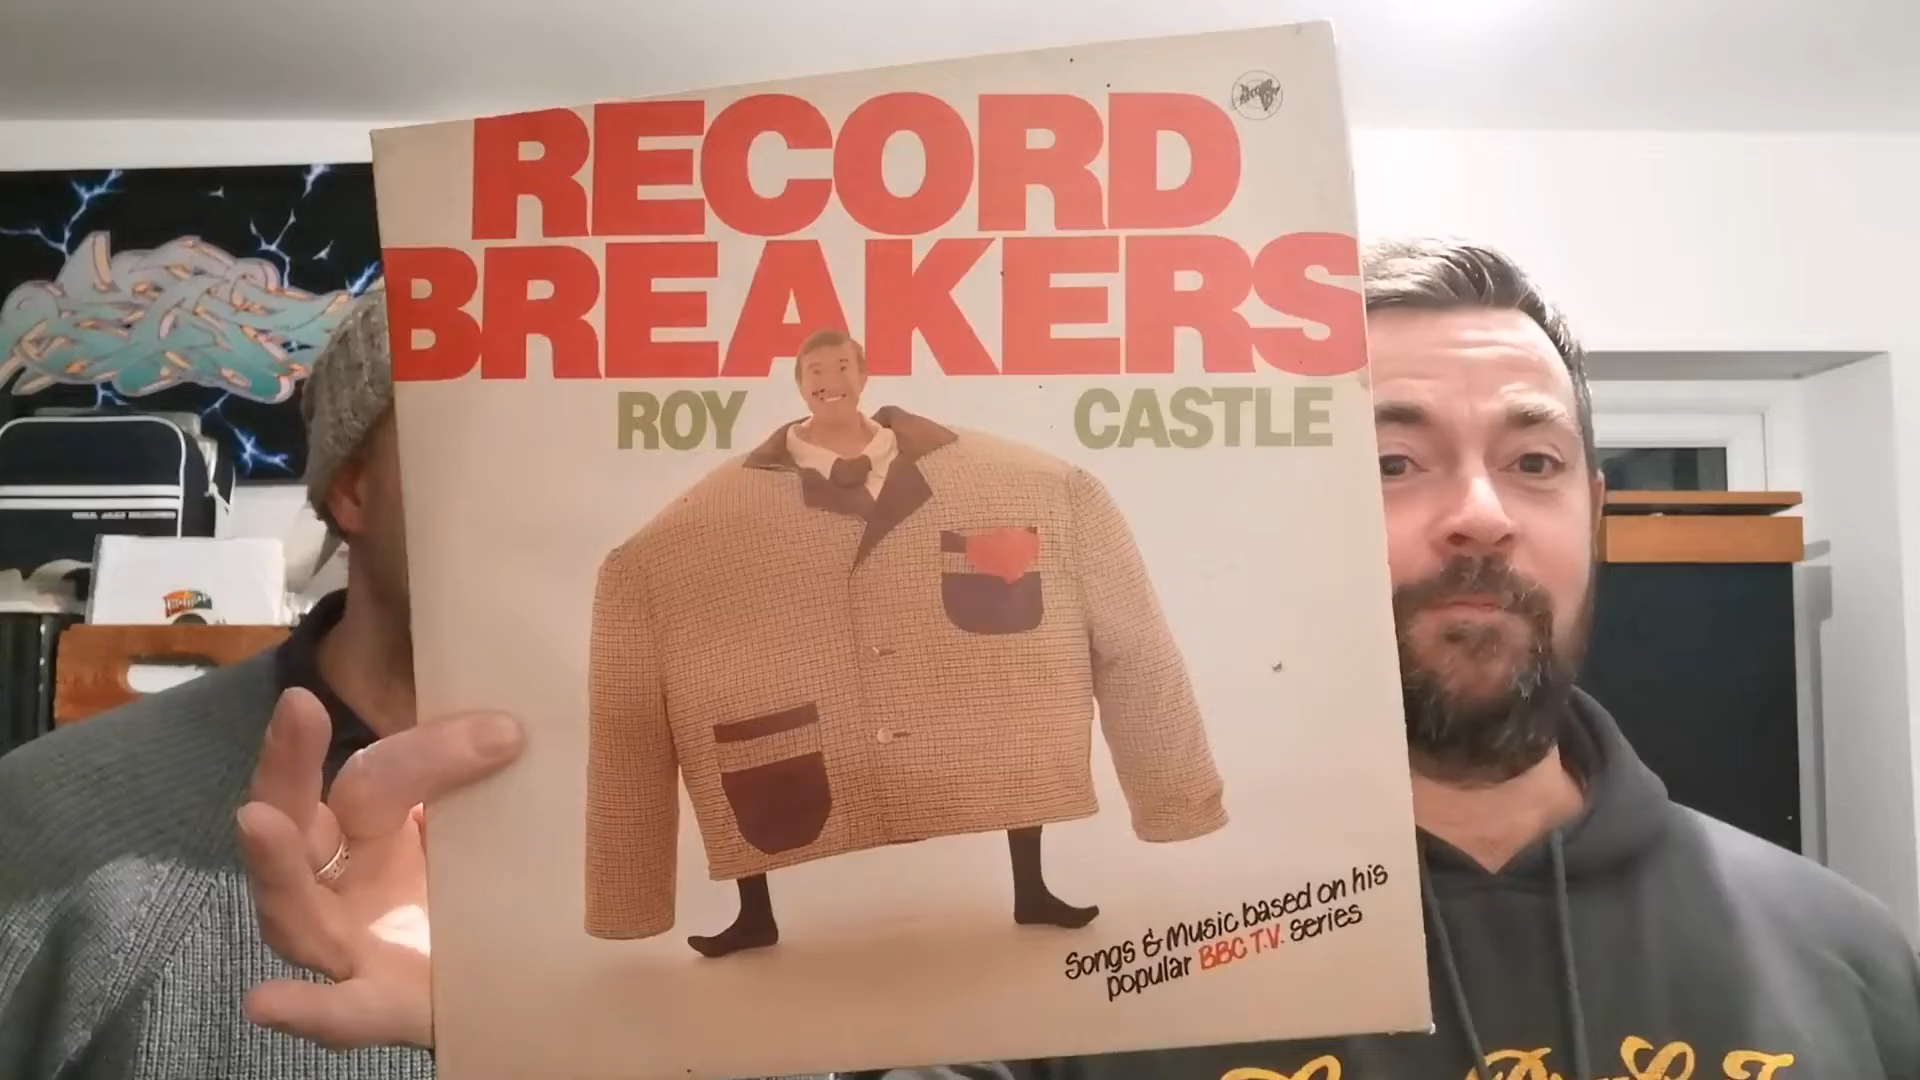 RECORD
BREAKERS
ROY CASTLE
Songs & Music based on his
popular BBC T.V. series